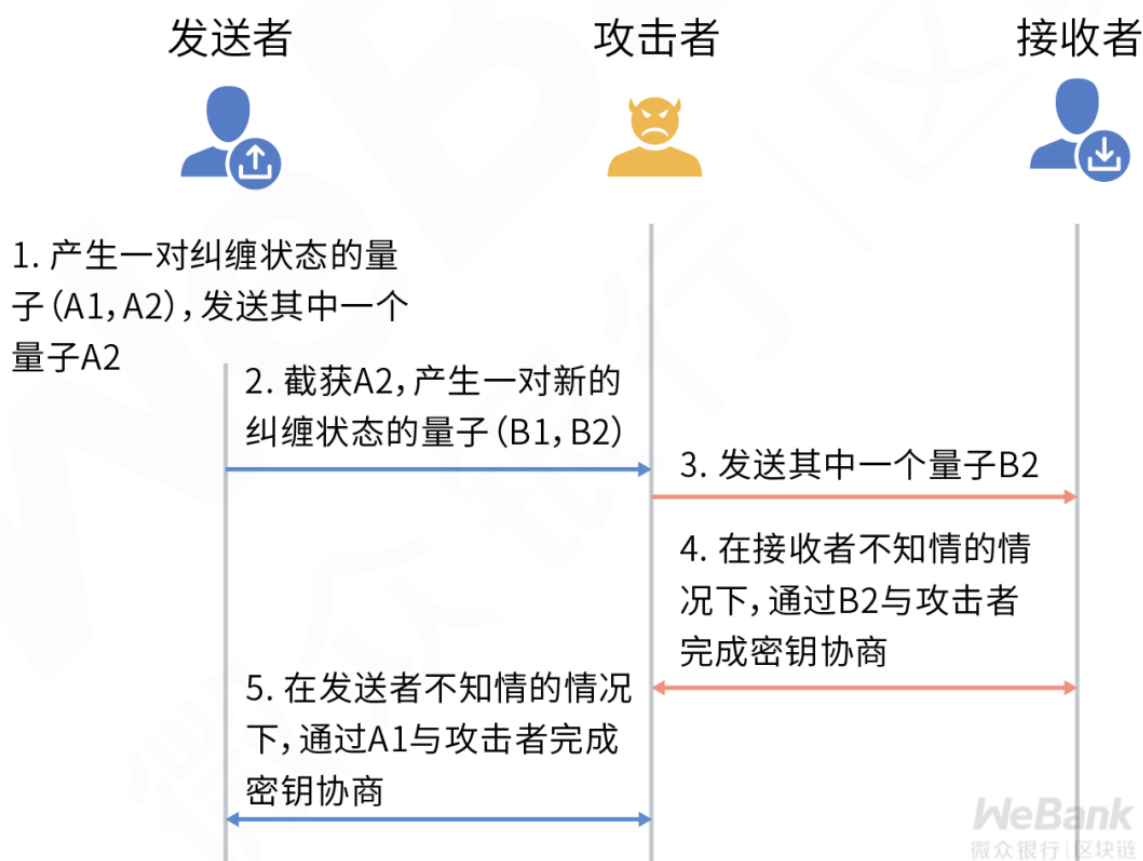 发送者
攻击者
接收者
1. 产生一对纠缠状态的量
子(A1,A2),发送其中一个
量子A2
2. 截获A2,产生一对新的
纠缠状态的量子(B1,B2)
3. 发送其中一个量子B2
4. 在接收者不知情的情
况下,通过B2与攻击者
完成密钥协商
5. 在发送者不知情的情况
下,通过A1与攻击者完成
密钥协商
WeBank
微众银行|区块链